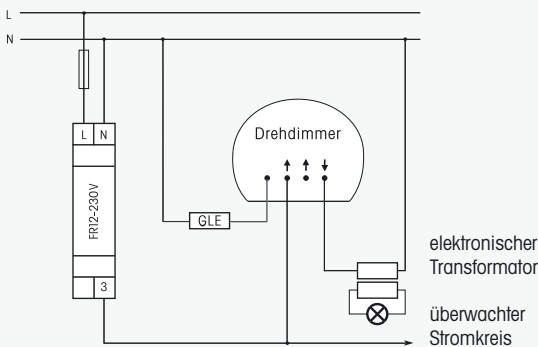 L
N
L N
FR12-230V
3
Drehdimmer
GLE
elektronischer
Transformator
überwachter
Stromkreis